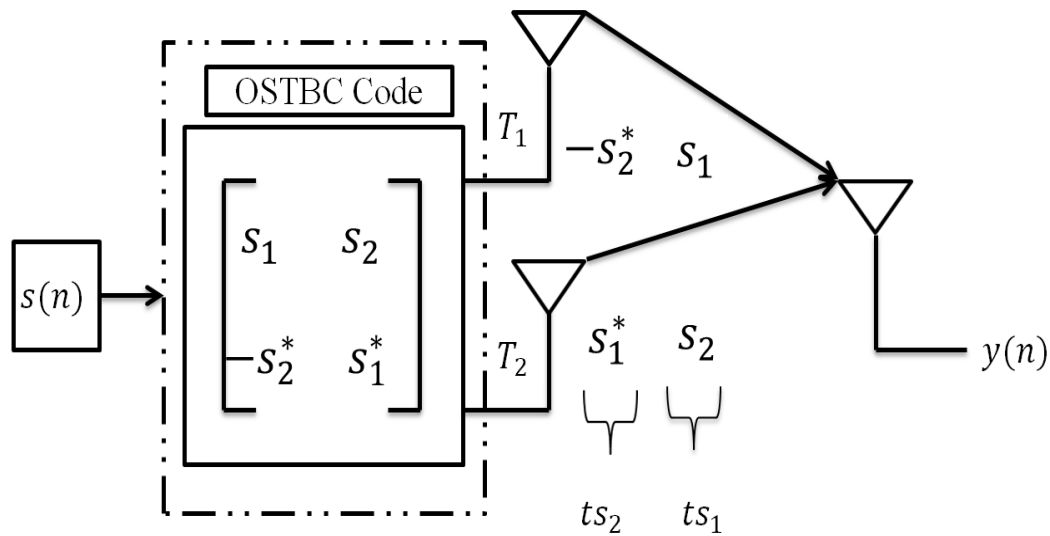 OSTBC Code
T₁
−s₂* s₁
s₁ s₂
s(n)
−s₂* s₁*
T₂
s₁* s₂
y(n)
ts₂ ts₁